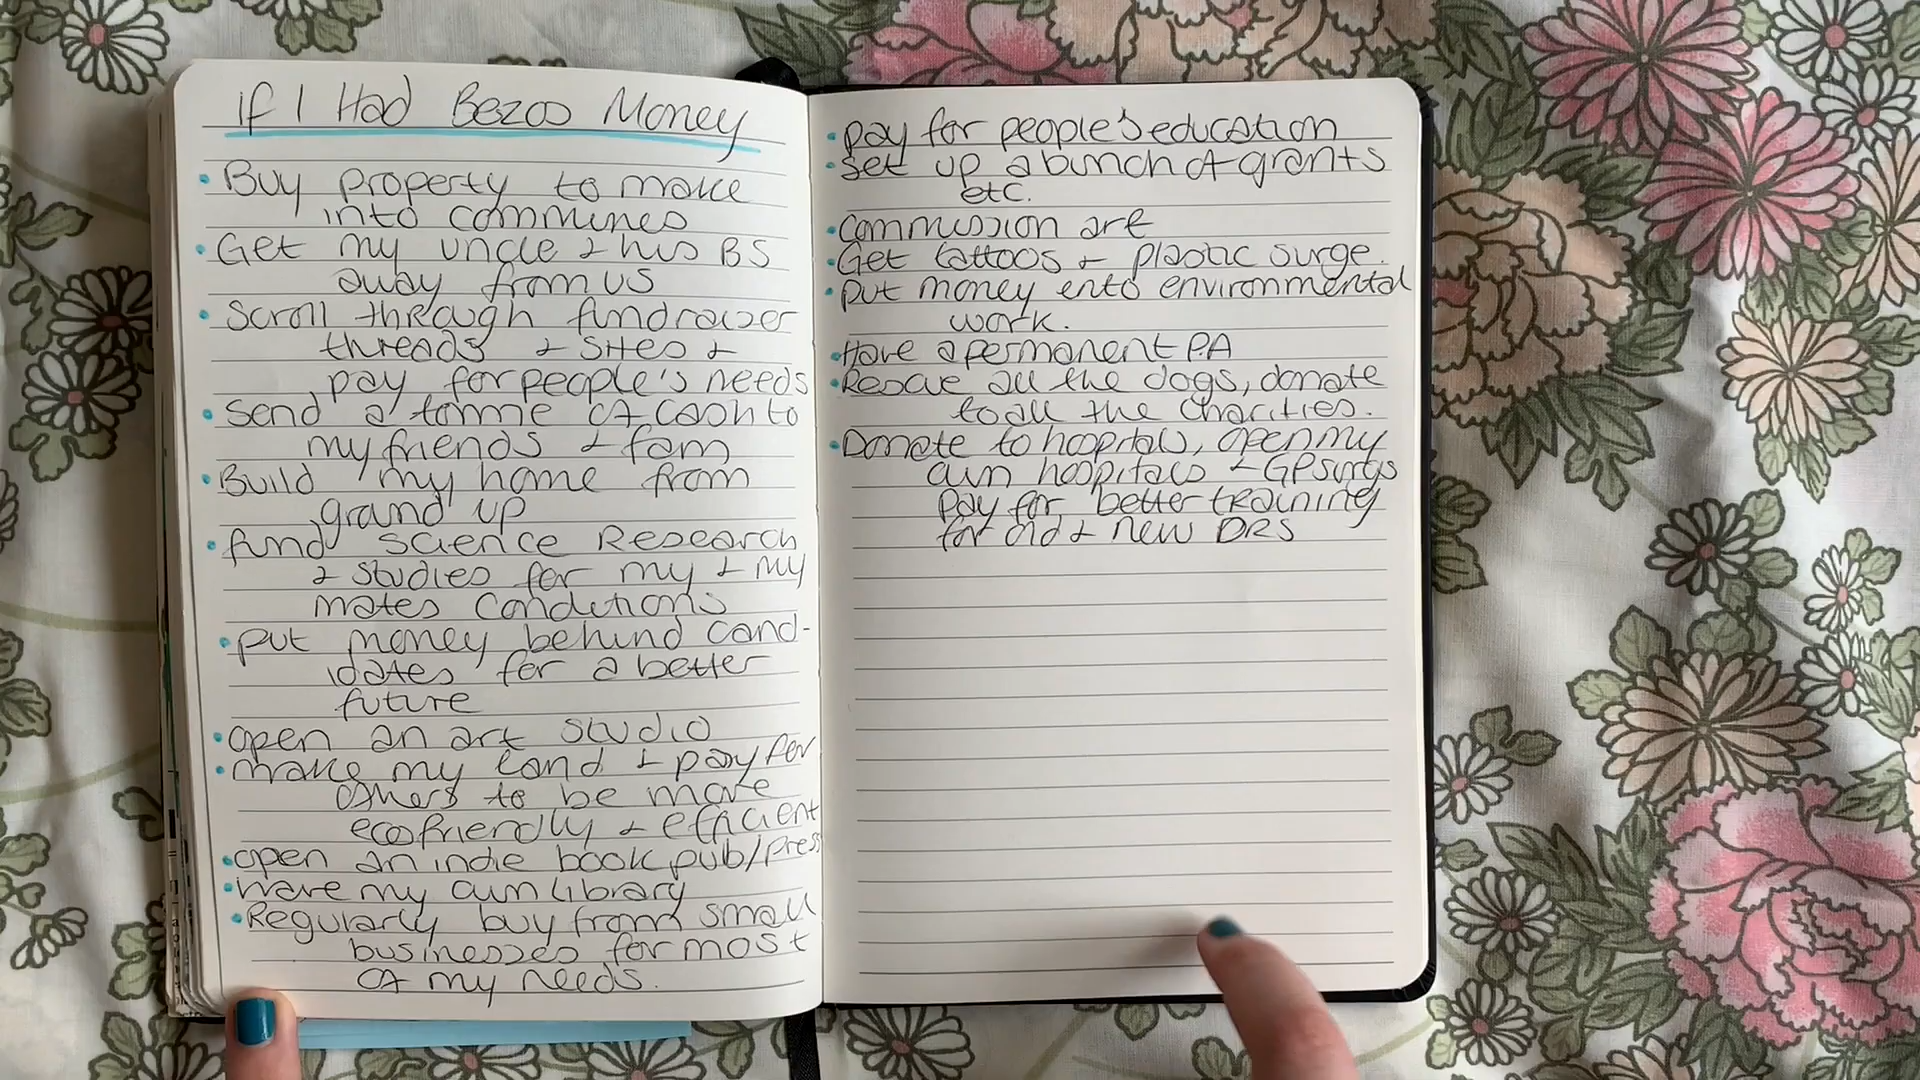 If I Had Bezos Money
• Buy property to make
into communes
• Get my uncle & his BS
away from us
• Scroll through fundraiser
threads & sites &
pay for people's needs
• Send a tonne of cash to
my friends & fam
• Build my home from
ground up
• fund science Research
& studies for my & my
mates conditions
• put money behind cand-
idates for a better
future
• open an art studio
• make my land & pay for
others to be more
ecofriendly & efficient
• open an indie book pub/press
• Have my own library
• Regularly buy from small
businesses for most
of my needs.
• pay for people's education
• set up a bunch of grants
etc.
• commission art
• Get tattoos & plastic surge.
• put money into environmental
work.
• Have a permanent P.A
• Rescue all the dogs, donate
to all the charities.
• Donate to hospitals, open my
own hospitals & GP surgs
pay for better training
for old & new DRS